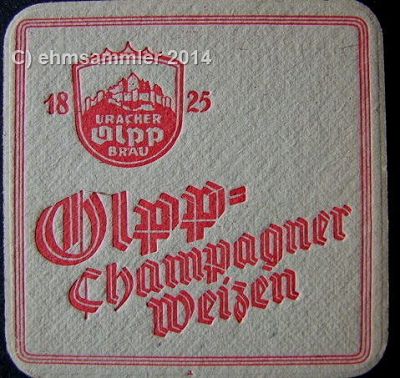 C) ehmsammler 2014
18 25
URACHER
Olpp
BRÄU
Olpp-
Champagner
Weizen